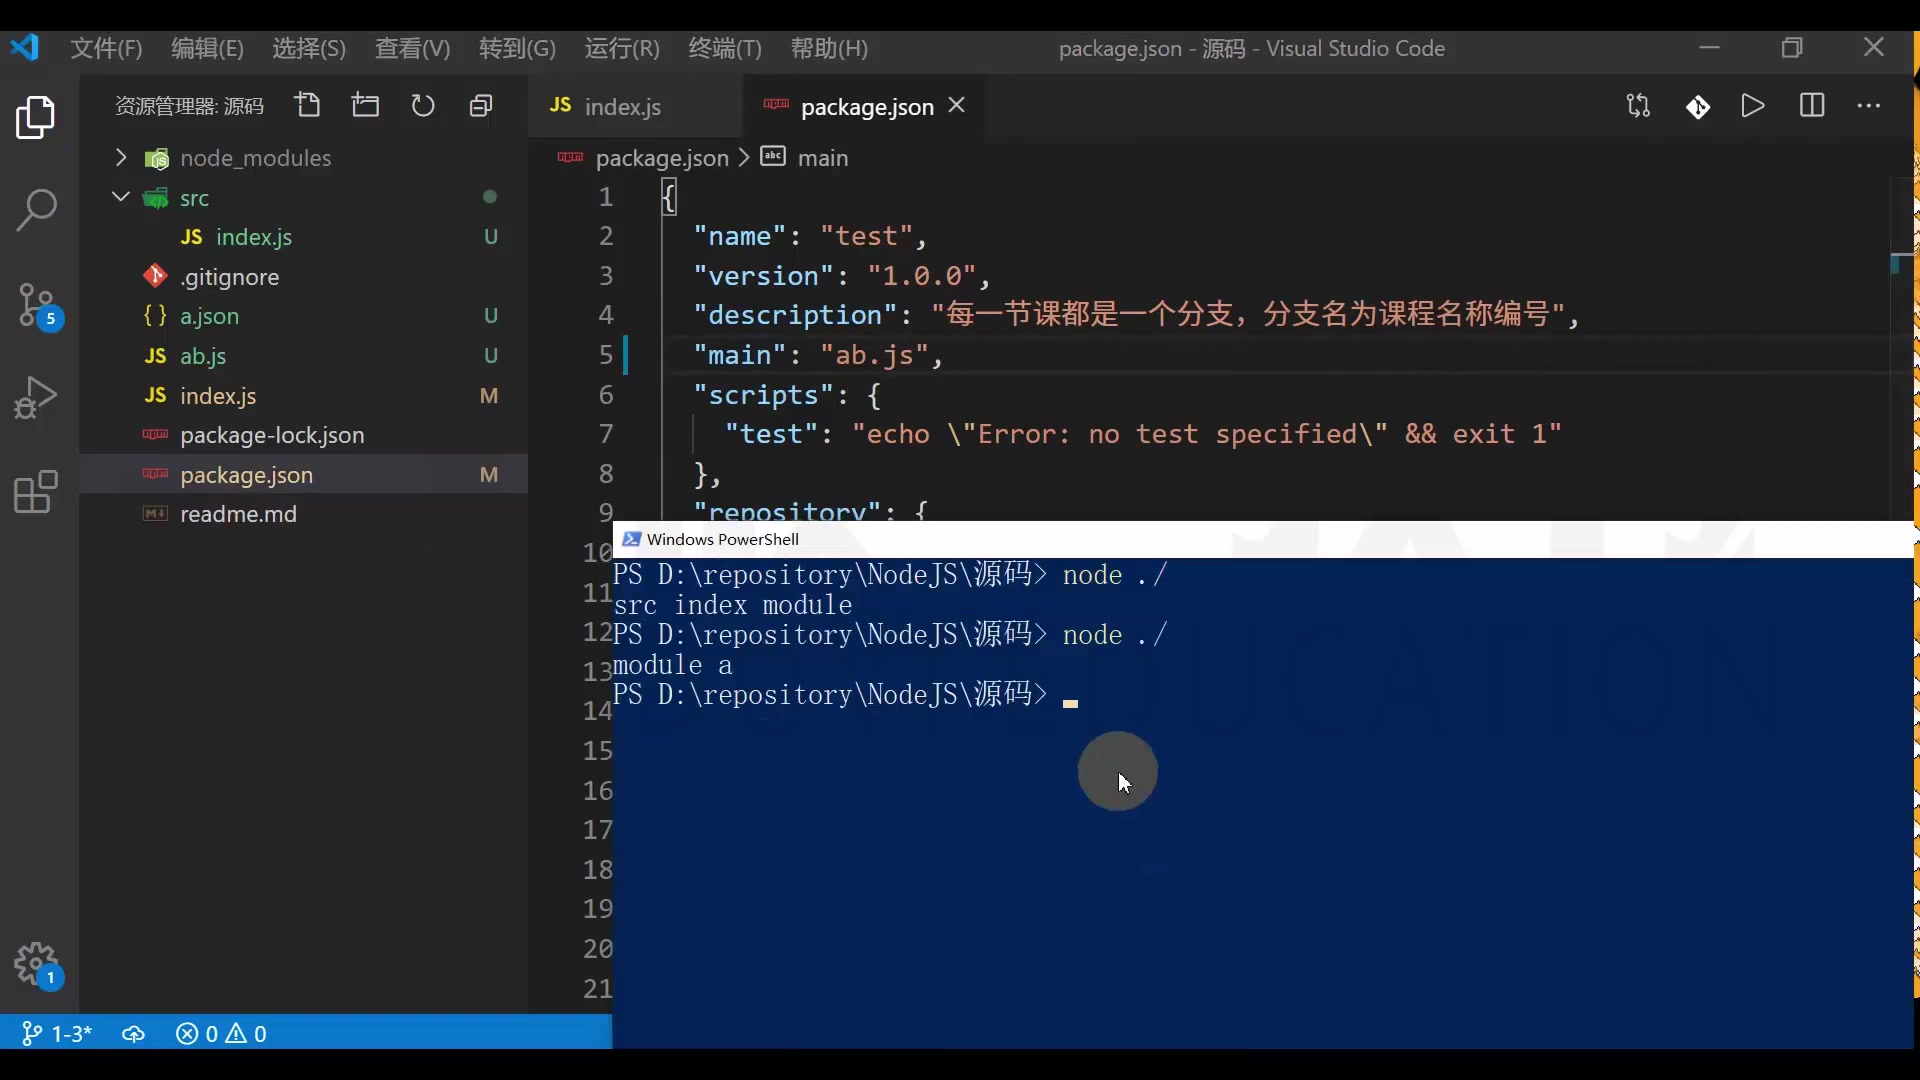 文件(F) 编辑(E) 选择(S) 查看(V) 转到(G) 运行(R) 终端(T) 帮助(H) package.json - 源码 - Visual Studio Code
资源管理器: 源码
JS index.js package.json
node_modules
src
JS index.js U
.gitignore
{ } a.json U
JS ab.js U
JS index.js M
package-lock.json
package.json M
readme.md
package.json > abc main
1 {
2 "name": "test",
3 "version": "1.0.0",
4 "description": "每一节课都是一个分支，分支名为课程名称编号",
5 "main": "ab.js",
6 "scripts": {
7 "test": "echo \"Error: no test specified\" && exit 1"
8 },
9 "repository": {
10
11
12
13
14
15
16
17
18
19
20
21
Windows PowerShell
PS D:\repository\NodeJS\源码> node ./
src index module
PS D:\repository\NodeJS\源码> node ./
module a
PS D:\repository\NodeJS\源码>
EDUCATION
5
1
1-3* 0 0